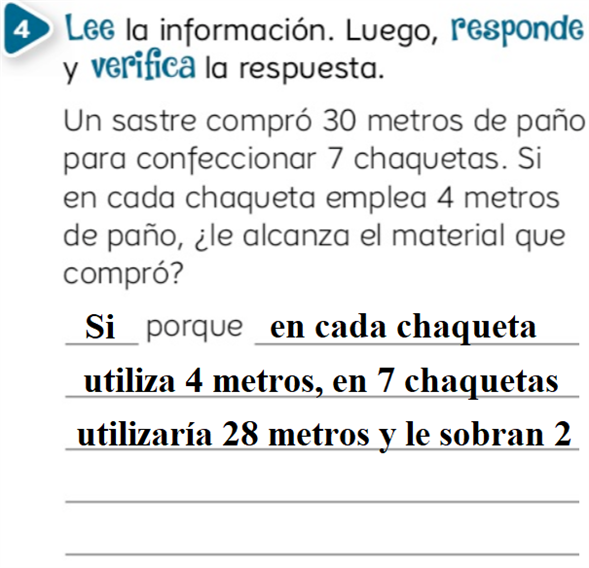 4 Lee la información. Luego, responde
y verifica la respuesta.
Un sastre compró 30 metros de paño
para confeccionar 7 chaquetas. Si
en cada chaqueta emplea 4 metros
de paño, ¿le alcanza el material que
compró?
Si porque en cada chaqueta
utiliza 4 metros, en 7 chaquetas
utilizaría 28 metros y le sobran 2